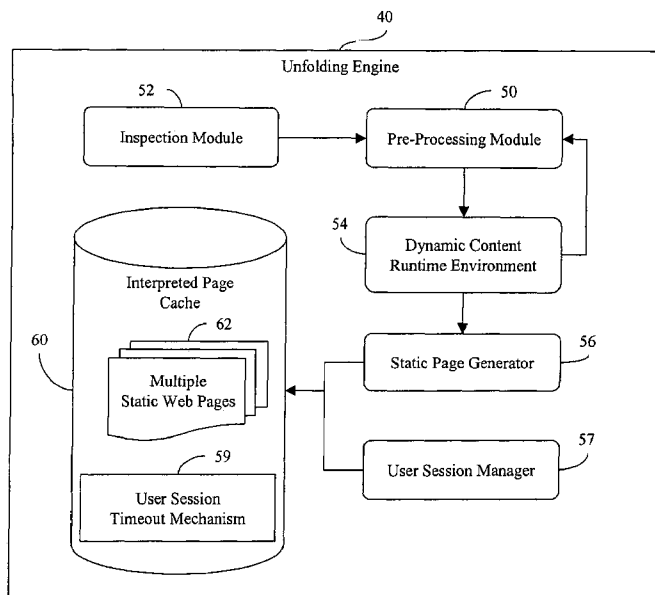 40
Unfolding Engine
52
50
Inspection Module
Pre-Processing Module
54
Dynamic Content
Runtime Environment
Interpreted Page
Cache
62
60
Multiple
Static Web Pages
56
Static Page Generator
59
57
User Session
Timeout Mechanism
User Session Manager